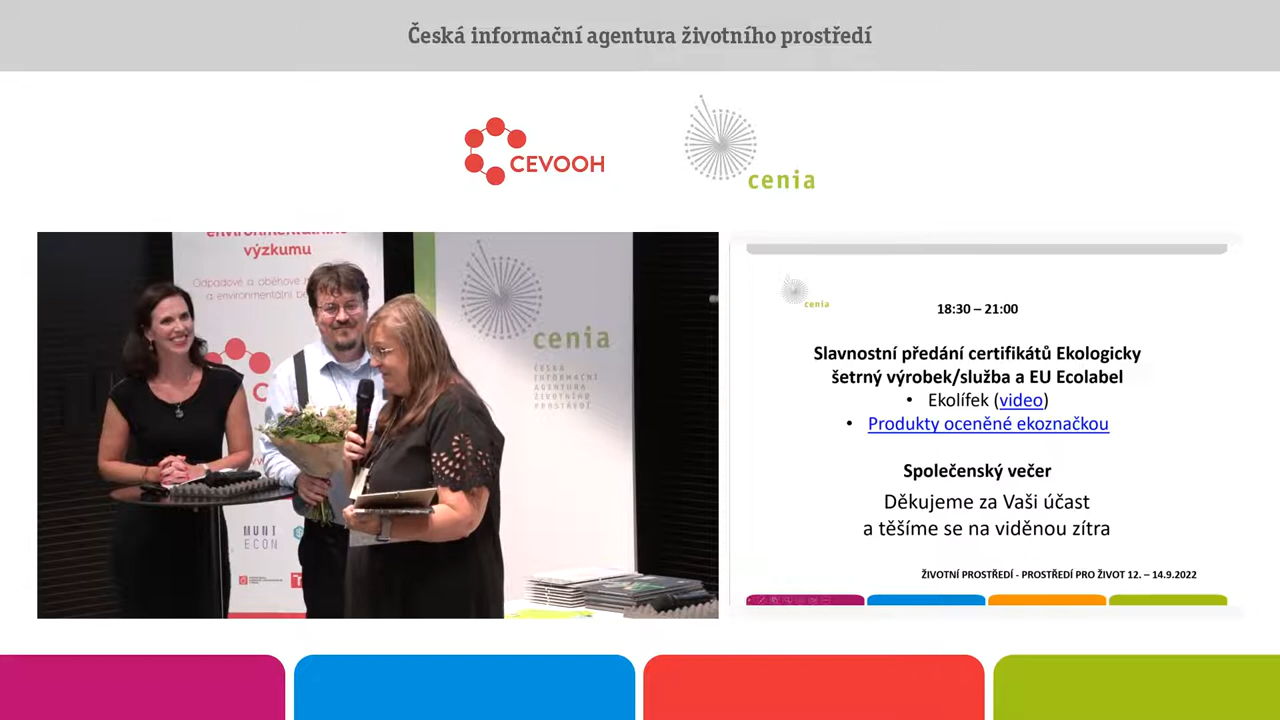 Česká informační agentura životního prostředí
CEVOOH
cenia
environmentálního
výzkumu
Odpadové a oběhové
a environmentální
cenia
ČESKÁ
INFORMAČNÍ
AGENTURA
ŽIVOTNÍHO
PROSTŘEDÍ
MUNI
ECON
cenia
18:30 – 21:00
Slavnostní předání certifikátů Ekologicky
šetrný výrobek/služba a EU Ecolabel
• Ekolífek (video)
• Produkty oceněné ekoznačkou
Společenský večer
Děkujeme za Vaši účast
a těšíme se na viděnou zítra
ŽIVOTNÍ PROSTŘEDÍ - PROSTŘEDÍ PRO ŽIVOT 12. – 14.9.2022